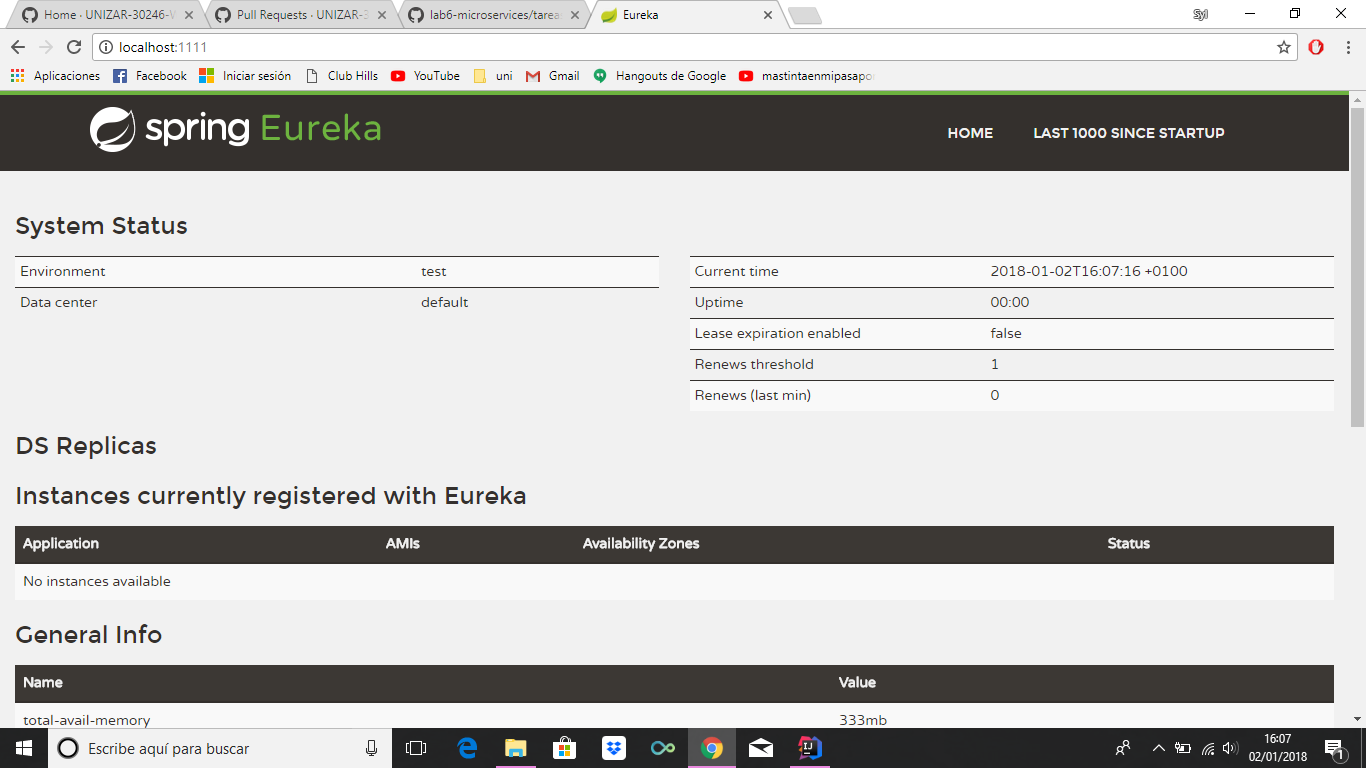 Home · UNIZAR-30246-W
Pull Requests · UNIZAR-3
lab6-microservices/tarea
Eureka
Syl
localhost:1111
Aplicaciones
Facebook
Iniciar sesión
Club Hills
YouTube
uni
Gmail
Hangouts de Google
mastintaenmipasapo
spring Eureka
HOME
LAST 1000 SINCE STARTUP
System Status
Environment test
Data center default
Current time 2018-01-02T16:07:16 +0100
Uptime 00:00
Lease expiration enabled false
Renews threshold 1
Renews (last min) 0
DS Replicas
Instances currently registered with Eureka
Application AMIs Availability Zones Status
No instances available
General Info
Name Value
total-avail-memory 333mb
Escribe aquí para buscar
16:07
02/01/2018
1